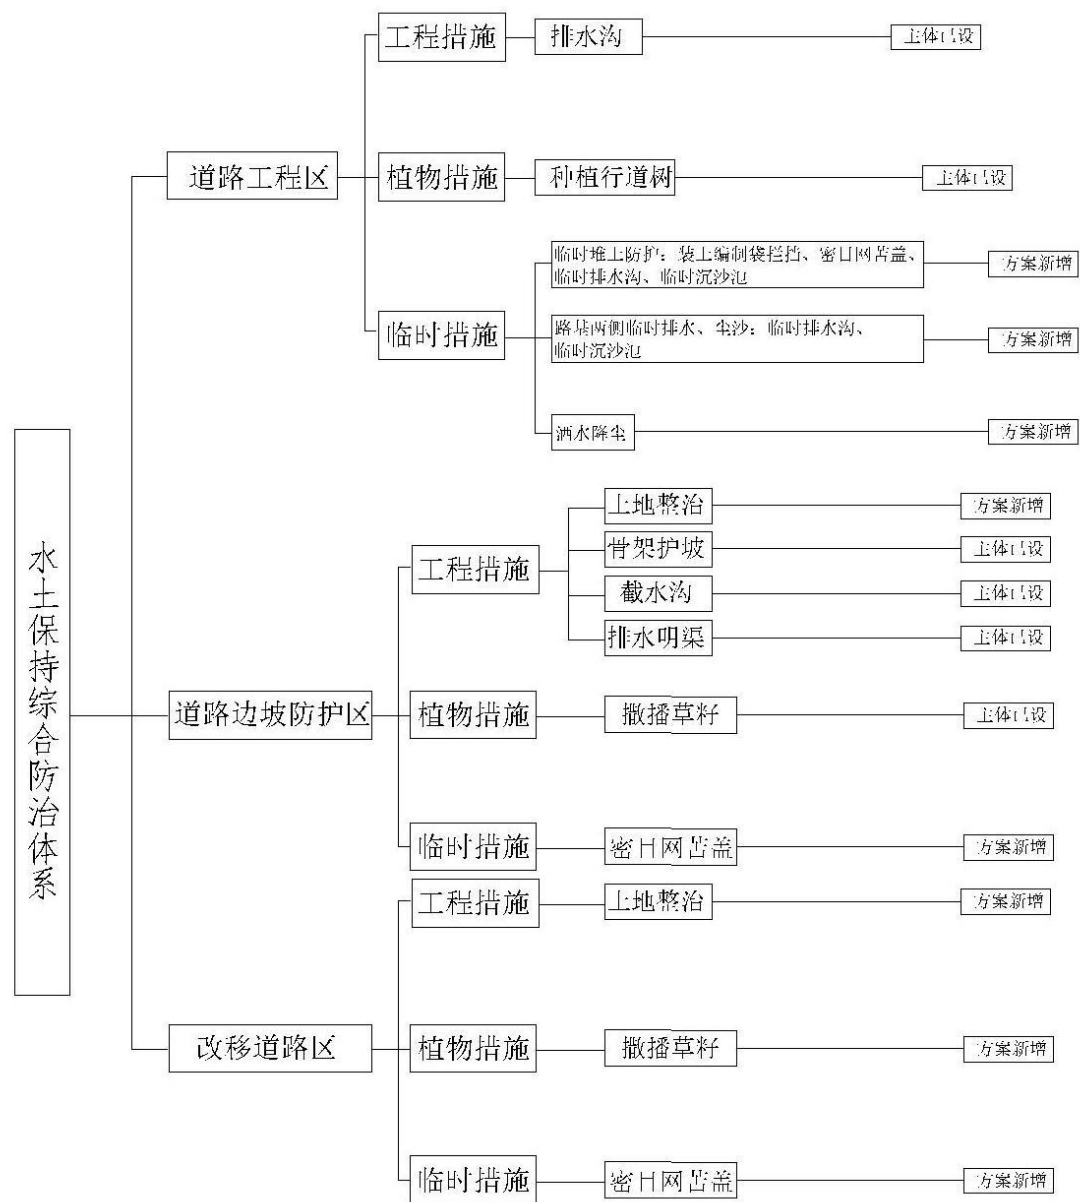 水土保持综合防治体系
道路工程区
工程措施
排水沟
主体已设
植物措施
种植行道树
主体已设
临时措施
临时堆土防护：装土编制袋拦挡、密目网苫盖、
临时排水沟、临时沉沙池
方案新增
路基两侧临时排水、尘沙：临时排水沟、
临时沉沙池
方案新增
洒水降尘
方案新增
道路边坡防护区
工程措施
土地整治
方案新增
骨架护坡
主体已设
截水沟
主体已设
排水明渠
主体已设
植物措施
撒播草籽
主体已设
临时措施
密目网苫盖
方案新增
改移道路区
工程措施
土地整治
方案新增
植物措施
撒播草籽
方案新增
临时措施
密目网苫盖
方案新增